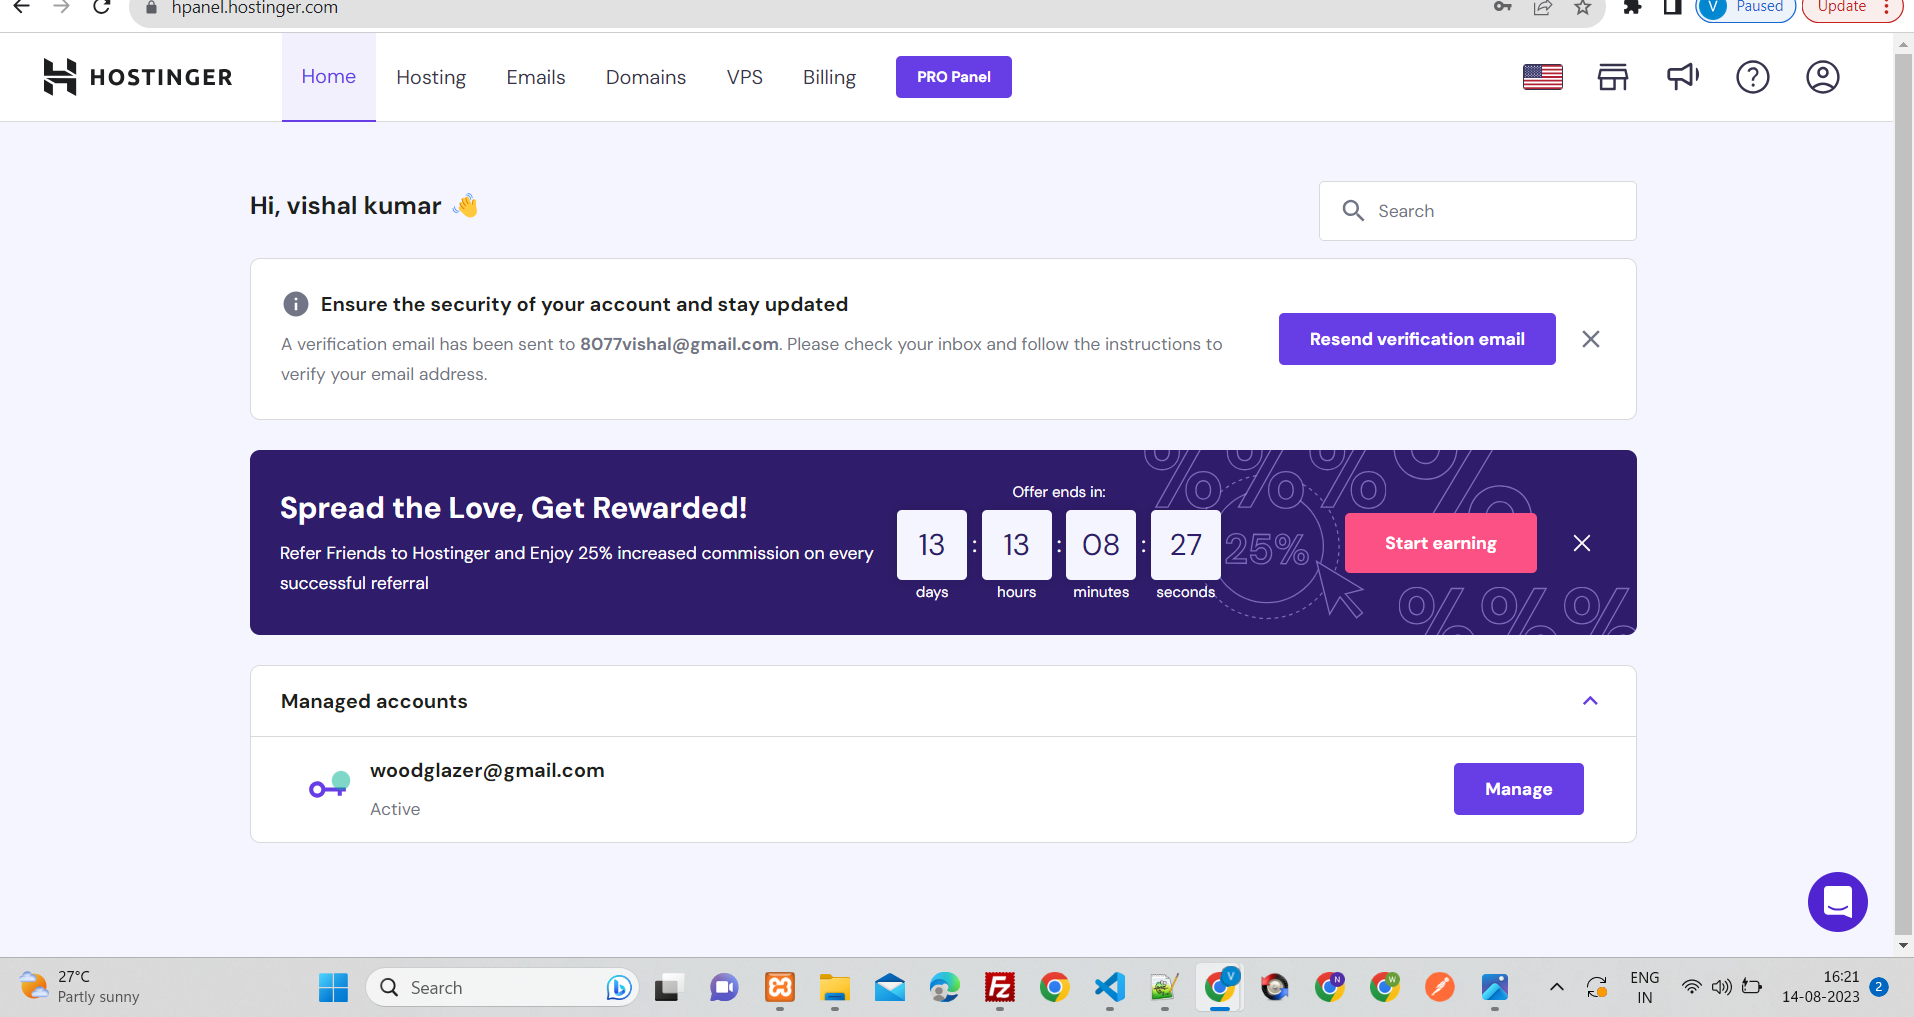 hpanel.hostinger.com
V Paused
Update
HOSTINGER
Home
Hosting
Emails
Domains
VPS
Billing
PRO Panel
Hi, vishal kumar 👋
Search
Ensure the security of your account and stay updated
A verification email has been sent to 8077vishal@gmail.com. Please check your inbox and follow the instructions to
verify your email address.
Resend verification email
Spread the Love, Get Rewarded!
Refer Friends to Hostinger and Enjoy 25% increased commission on every
successful referral
Offer ends in:
13 : 13 : 08 : 27
days hours minutes seconds
25%
Start earning
Managed accounts
woodglazer@gmail.com
Active
Manage
27°C
Partly sunny
Search
ENG
IN
16:21
14-08-2023
2